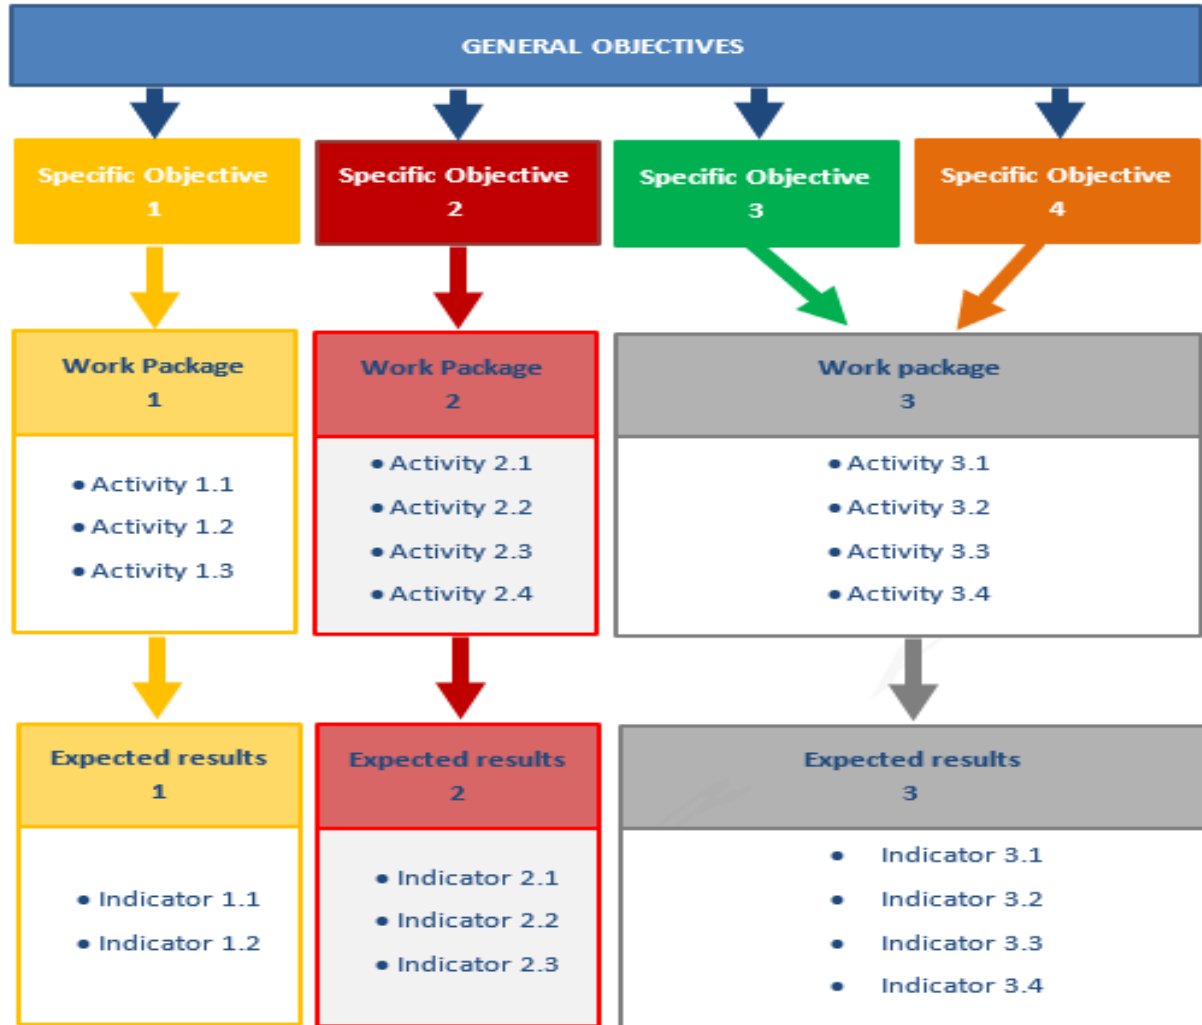 GENERAL OBJECTIVES
Specific Objective
1
Specific Objective
2
Specific Objective
3
Specific Objective
4
Work Package
1
• Activity 1.1
• Activity 1.2
• Activity 1.3
Work Package
2
• Activity 2.1
• Activity 2.2
• Activity 2.3
• Activity 2.4
Work package
3
• Activity 3.1
• Activity 3.2
• Activity 3.3
• Activity 3.4
Expected results
1
• Indicator 1.1
• Indicator 1.2
Expected results
2
• Indicator 2.1
• Indicator 2.2
• Indicator 2.3
Expected results
3
• Indicator 3.1
• Indicator 3.2
• Indicator 3.3
• Indicator 3.4